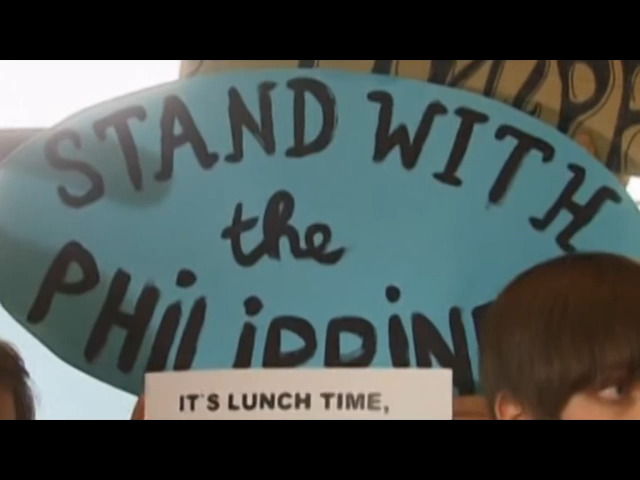 STAND WITH
the
PHILIPPIN
IT'S LUNCH TIME,